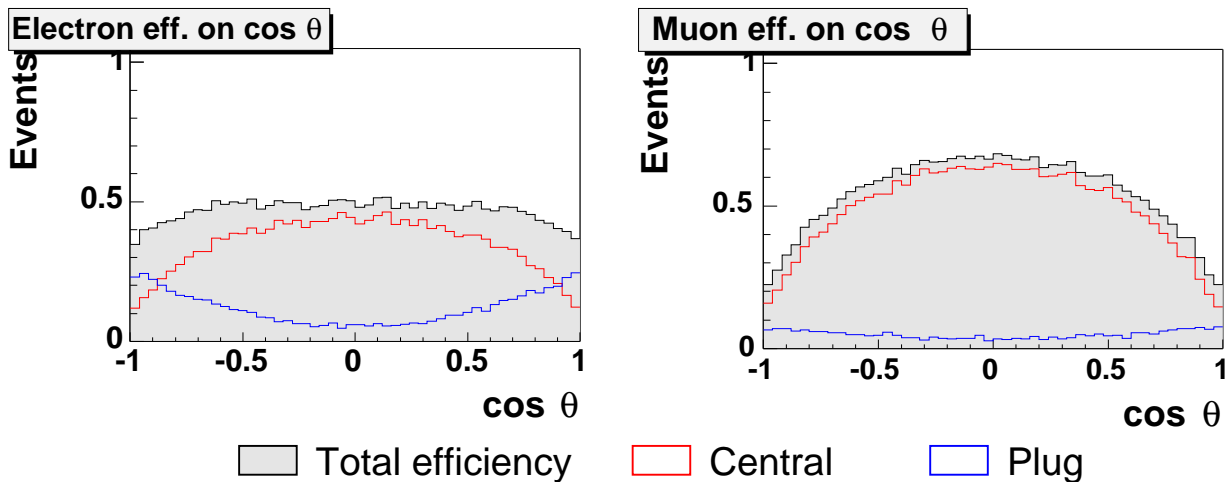 Electron eff. on cos θ
Events
1
0.5
0
-1 -0.5 0 0.5 1
cos θ
Muon eff. on cos θ
Events
1
0.5
0
-1 -0.5 0 0.5 1
cos θ
Total efficiency Central Plug